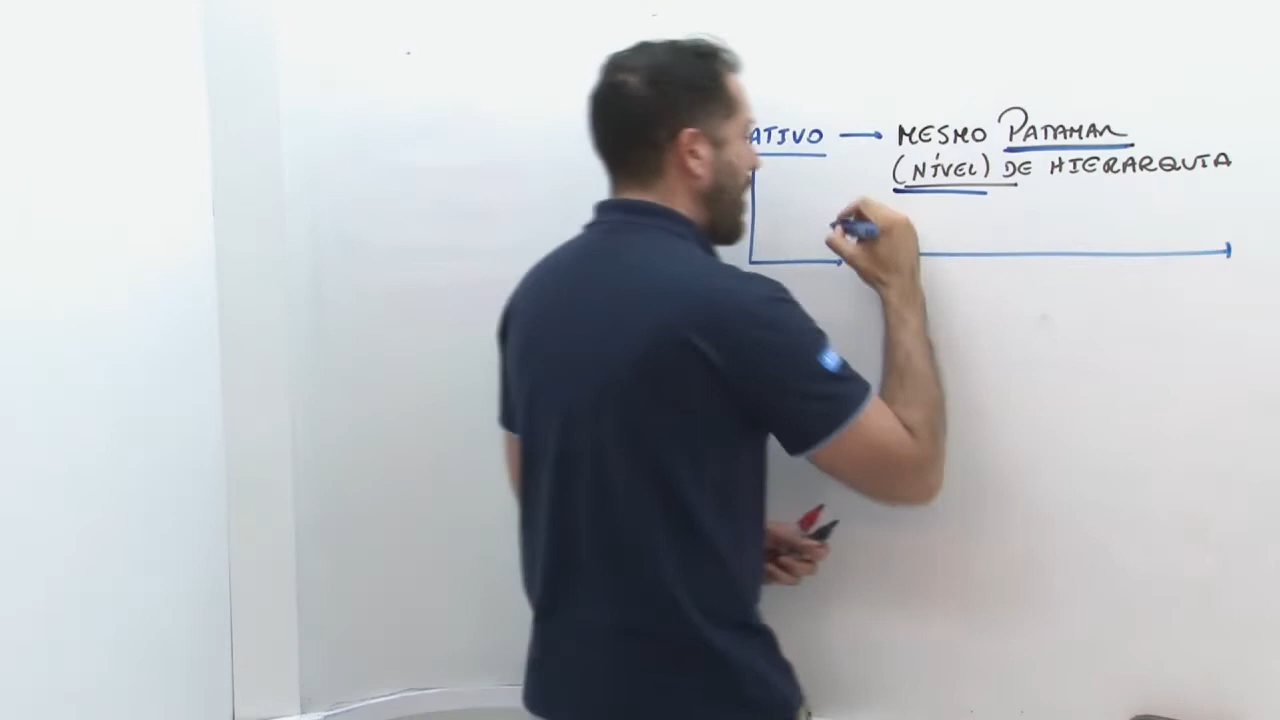 ATIVO → MESMO PATAMAR
(NÍVEL) DE HIERARQUIA